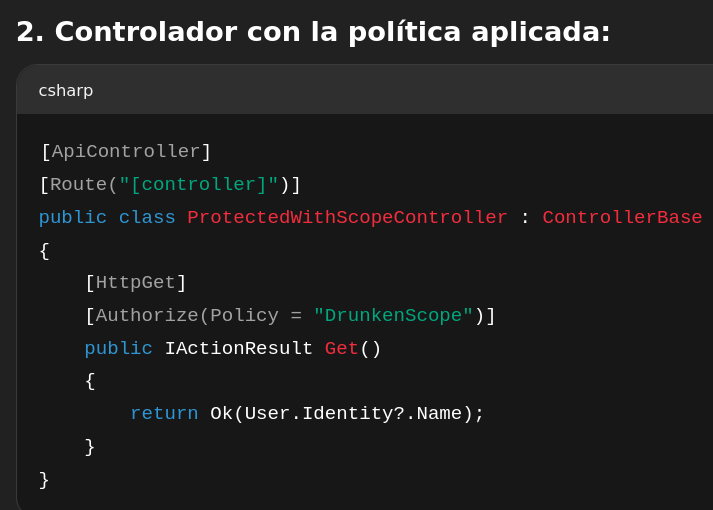 2. Controlador con la política aplicada:
csharp
[ApiController]
[Route("[controller]")]
public class ProtectedWithScopeController : ControllerBase
{
    [HttpGet]
    [Authorize(Policy = "DrunkenScope")]
    public IActionResult Get()
    {
        return Ok(User.Identity?.Name);
    }
}